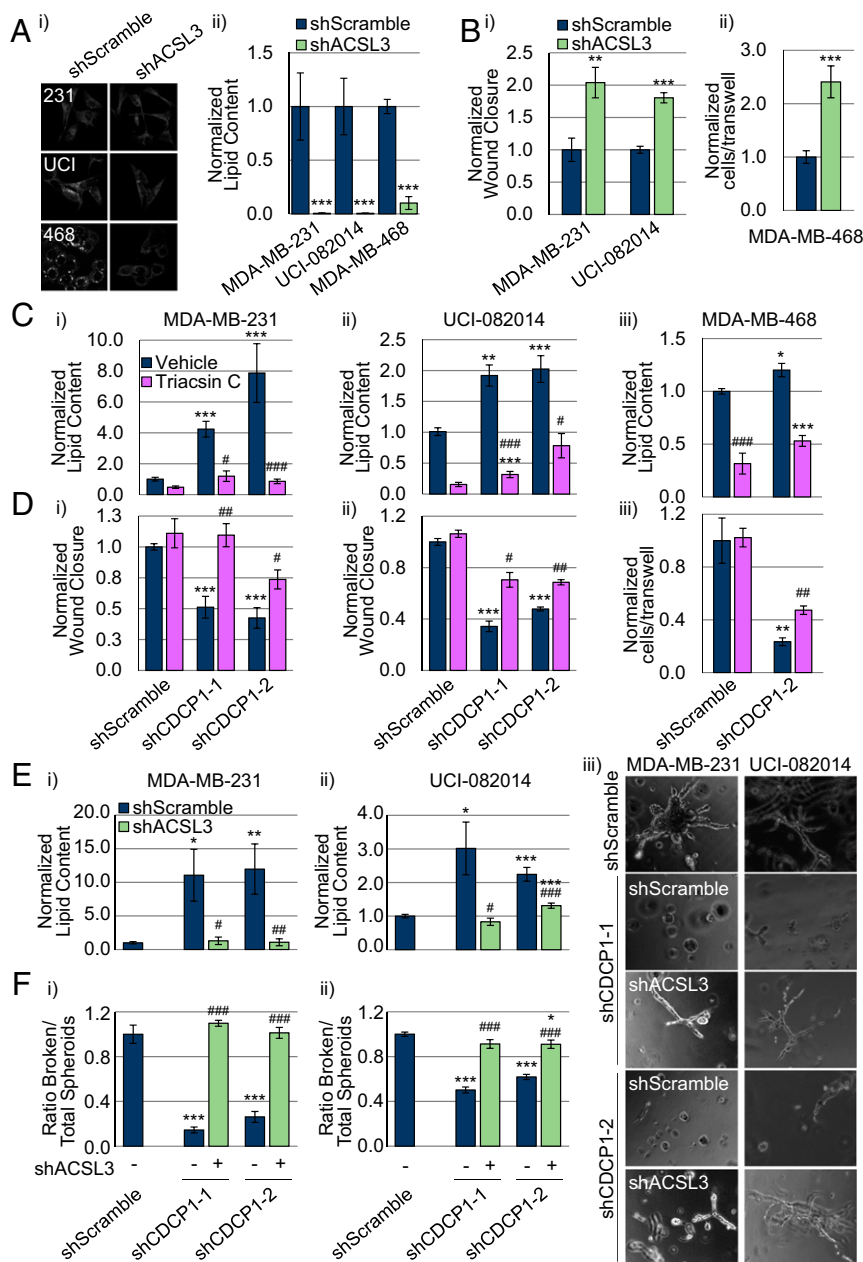 A
i)
shScramble
shACSL3
231
UCI
468
ii)
shScramble
shACSL3
Normalized
Lipid Content
1.5
1.0
0.5
0.0
***
***
***
MDA-MB-231
UCI-082014
MDA-MB-468
B
i)
Normalized
Wound Closure
2.5
2.0
1.5
1.0
0.5
0.0
**
***
MDA-MB-231
UCI-082014
ii)
Normalized
cells/transwell
3.0
2.0
1.0
0.0
***
MDA-MB-468
C
i)
MDA-MB-231
Vehicle
Triacsin C
Normalized
Lipid Content
10.0
8.0
6.0
4.0
2.0
0.0
***
#
***
###
ii)
UCI-082014
Normalized
Lipid Content
2.5
2.0
1.5
1.0
0.5
0.0
**
###
***
***
#
iii)
MDA-MB-468
Normalized
Lipid Content
1.5
1.0
0.5
0.0
###
*
***
D
i)
Normalized
Wound Closure
1.3
1.0
0.8
0.5
0.3
0.0
***
##
***
#
shScramble
shCDCP1-1
shCDCP1-2
ii)
Normalized
Wound Closure
1.2
0.8
0.4
0.0
***
#
***
##
shScramble
shCDCP1-1
shCDCP1-2
iii)
Normalized
cells/transwell
1.2
0.8
0.4
0.0
**
##
shScramble
shCDCP1-2
E
i)
MDA-MB-231
shScramble
shACSL3
Normalized
Lipid Content
20.0
15.0
10.0
5.0
0.0
*
#
**
##
ii)
UCI-082014
Normalized
Lipid Content
4.0
3.0
2.0
1.0
0.0
*
#
***
***
###
F
i)
Ratio Broken/
Total Spheroids
1.2
0.8
0.4
0.0
***
###
***
###
shACSL3
- - + - +
shScramble
shCDCP1-1
shCDCP1-2
ii)
Ratio Broken/
Total Spheroids
1.2
0.8
0.4
0.0
***
###
***
*
###
- - + - +
shScramble
shCDCP1-1
shCDCP1-2
iii)
MDA-MB-231
UCI-082014
shScramble
shCDCP1-1
shScramble
shACSL3
shCDCP1-2
shScramble
shACSL3